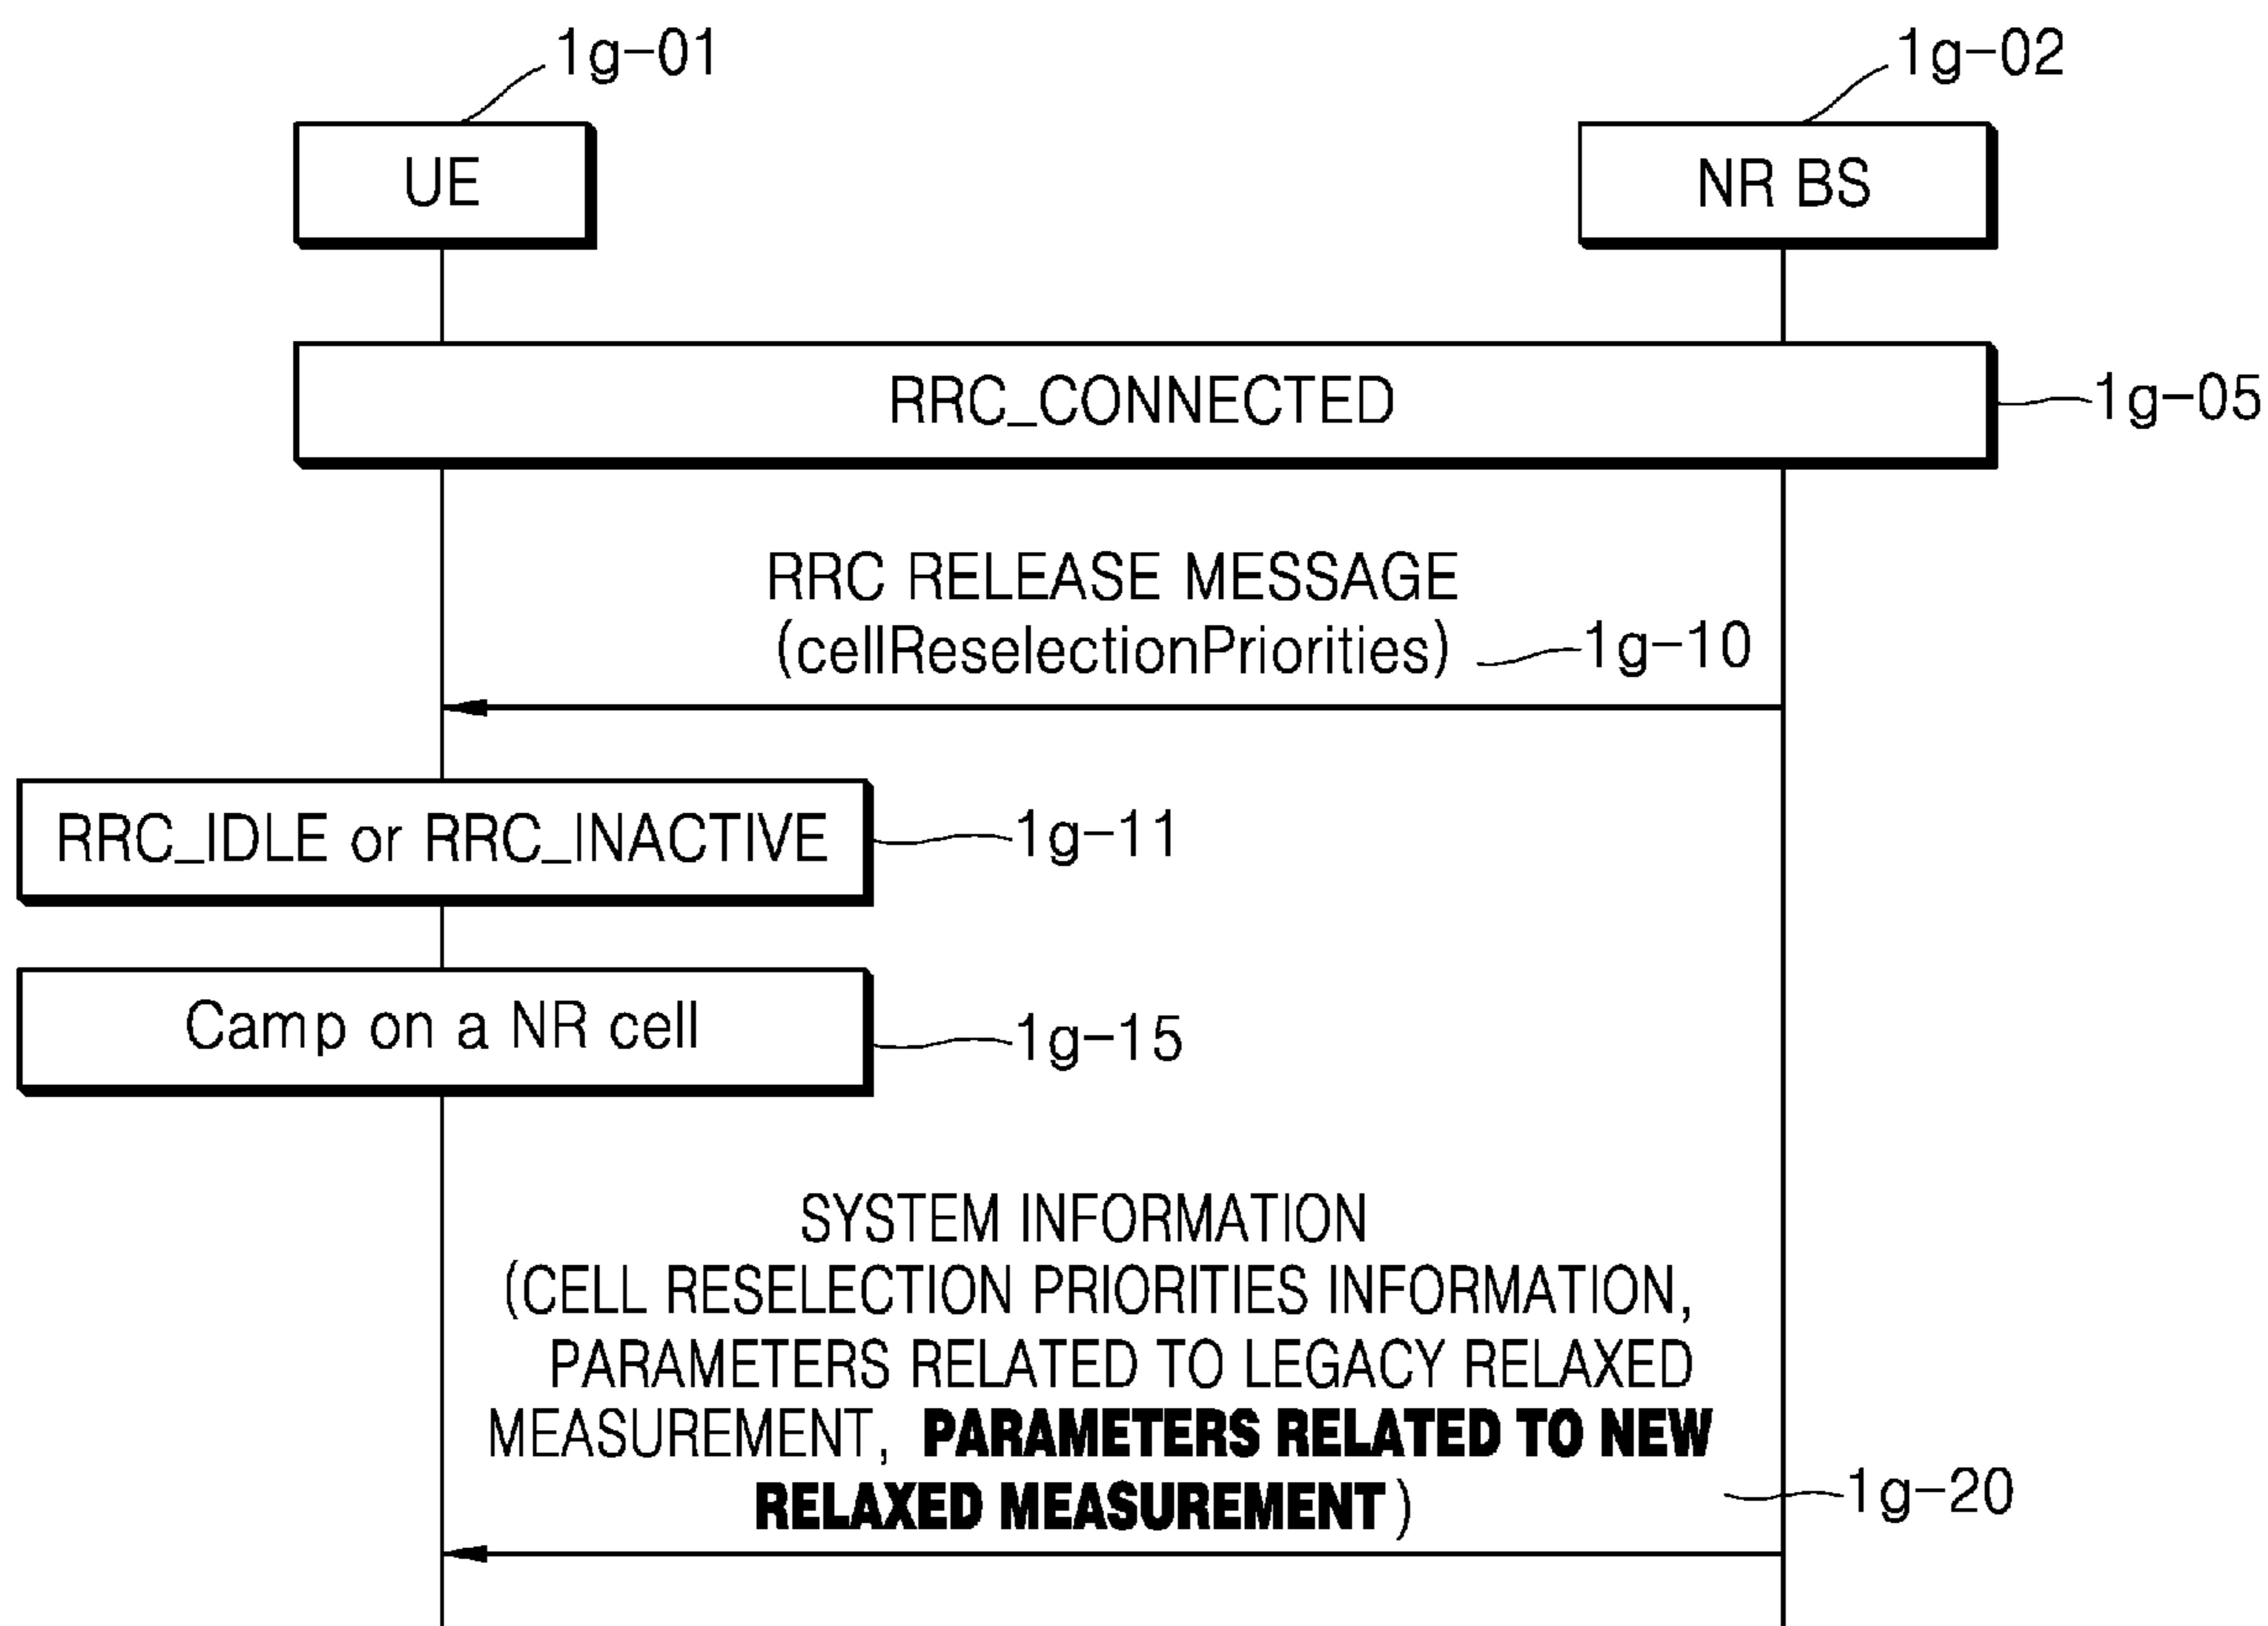 1g-01
1g-02
UE
NR BS
RRC_CONNECTED
1g-05
RRC RELEASE MESSAGE
(cellReselectionPriorities)
1g-10
RRC_IDLE or RRC_INACTIVE
1g-11
Camp on a NR cell
1g-15
SYSTEM INFORMATION
(CELL RESELECTION PRIORITIES INFORMATION,
PARAMETERS RELATED TO LEGACY RELAXED
MEASUREMENT, PARAMETERS RELATED TO NEW
RELAXED MEASUREMENT)
1g-20